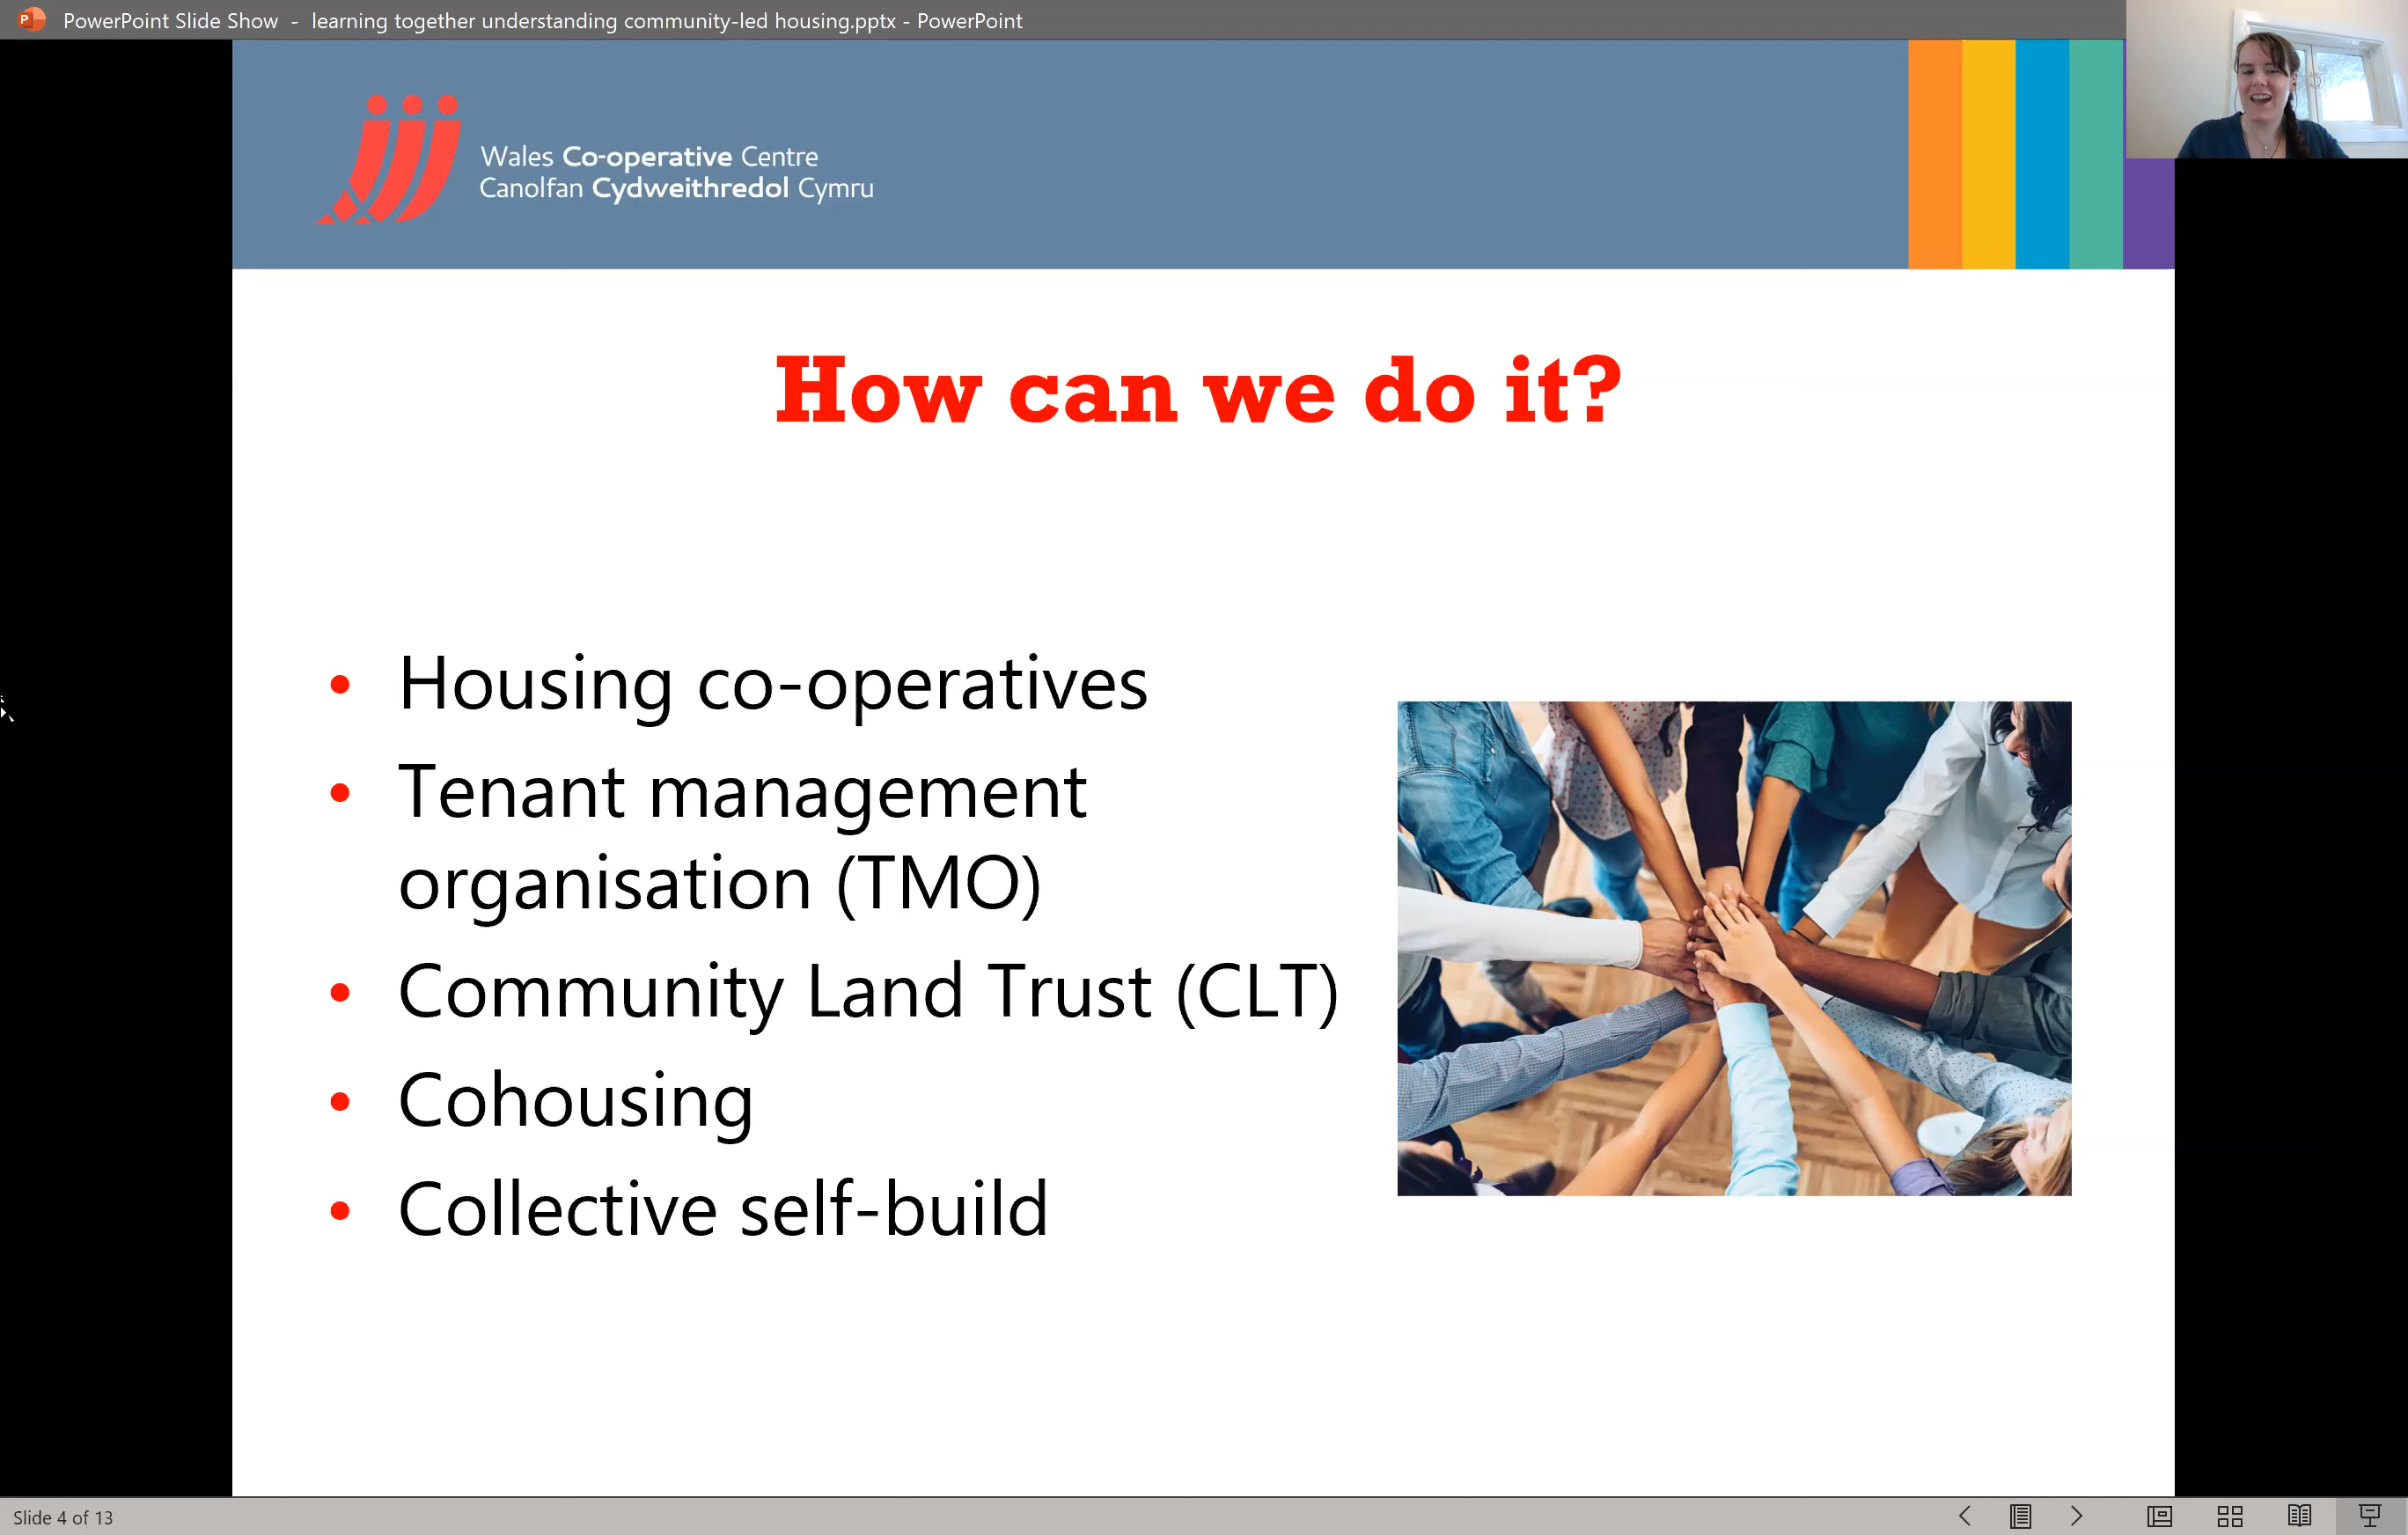 PowerPoint Slide Show - learning together understanding community-led housing.pptx - PowerPoint
Wales Co-operative Centre
Canolfan Cydweithredol Cymru
How can we do it?
• Housing co-operatives
• Tenant management
organisation (TMO)
• Community Land Trust (CLT)
• Cohousing
• Collective self-build
Slide 4 of 13